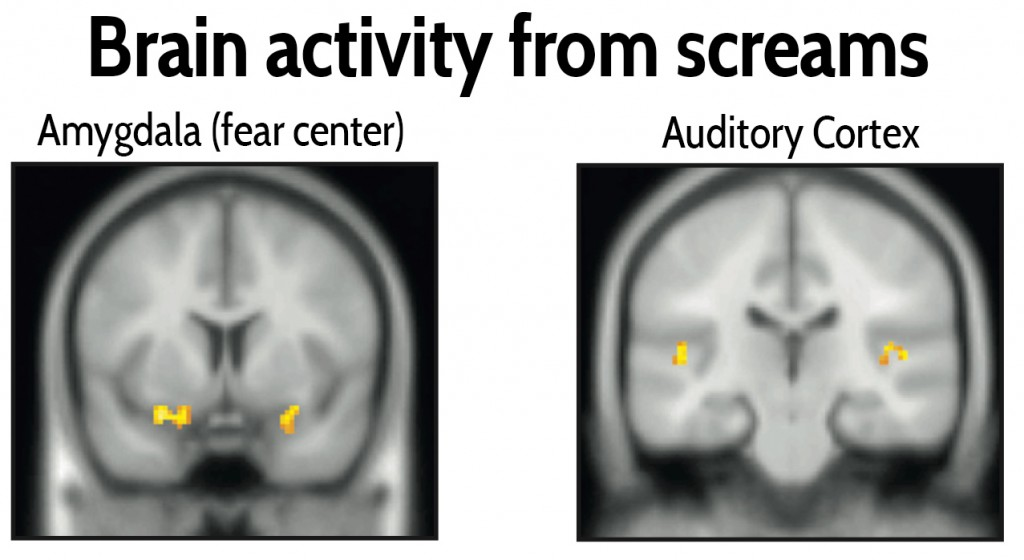 Brain activity from screams
Amygdala (fear center)
Auditory Cortex